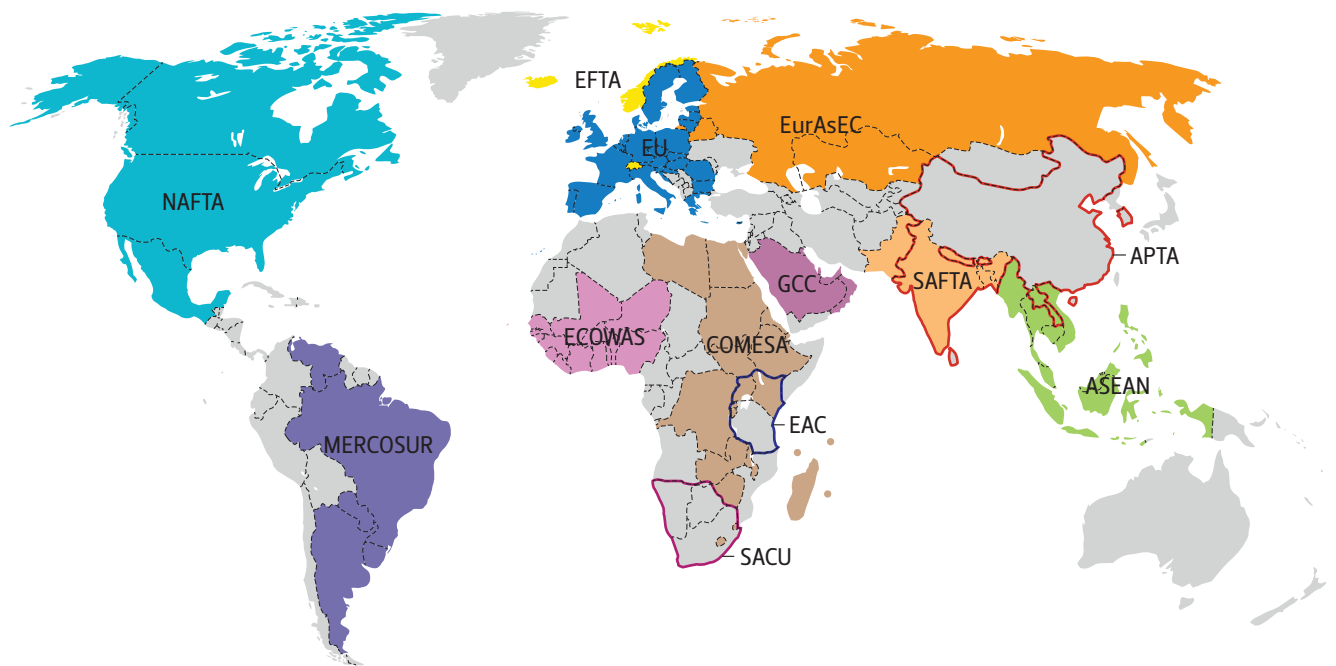 EFTA
EurAsEC
EU
NAFTA
APTA
GCC
SAFTA
ECOWAS
COMESA
ASEAN
EAC
MERCOSUR
SACU